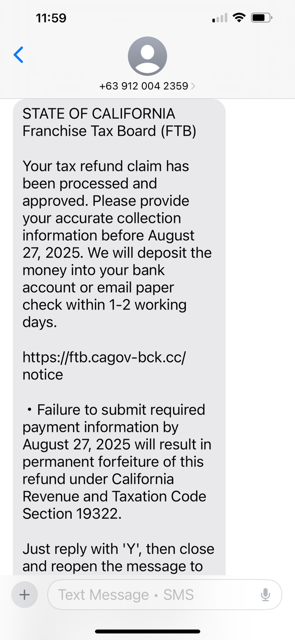 11:59
+63 912 004 2359
STATE OF CALIFORNIA
Franchise Tax Board (FTB)
Your tax refund claim has
been processed and
approved. Please provide
your accurate collection
information before August
27, 2025. We will deposit the
money into your bank
account or email paper
check within 1-2 working
days.
https://ftb.cagov-bck.cc/
notice
• Failure to submit required
payment information by
August 27, 2025 will result in
permanent forfeiture of this
refund under California
Revenue and Taxation Code
Section 19322.
Just reply with 'Y', then close
and reopen the message to
Text Message • SMS